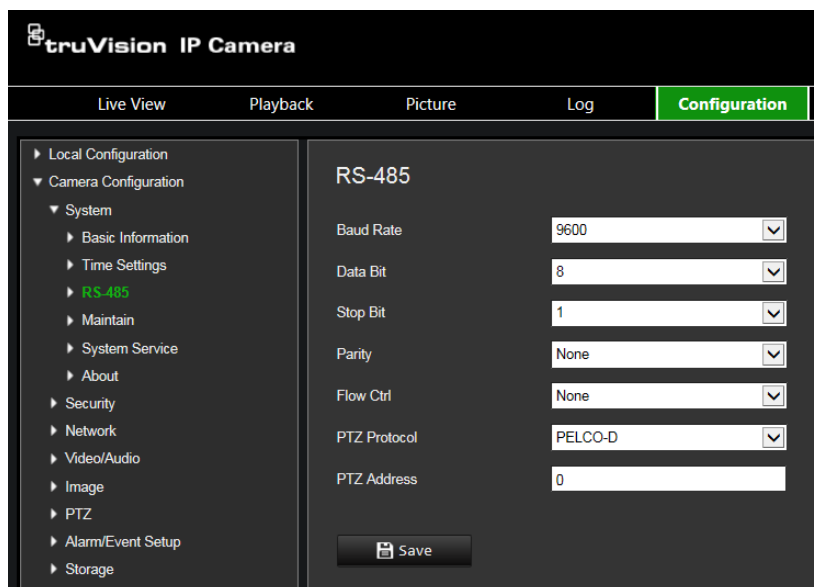 truVision IP Camera
Live View Playback Picture Log Configuration
Local Configuration
Camera Configuration
System
Basic Information
Time Settings
RS-485
Maintain
System Service
About
Security
Network
Video/Audio
Image
PTZ
Alarm/Event Setup
Storage
RS-485
Baud Rate 9600
Data Bit 8
Stop Bit 1
Parity None
Flow Ctrl None
PTZ Protocol PELCO-D
PTZ Address 0
Save